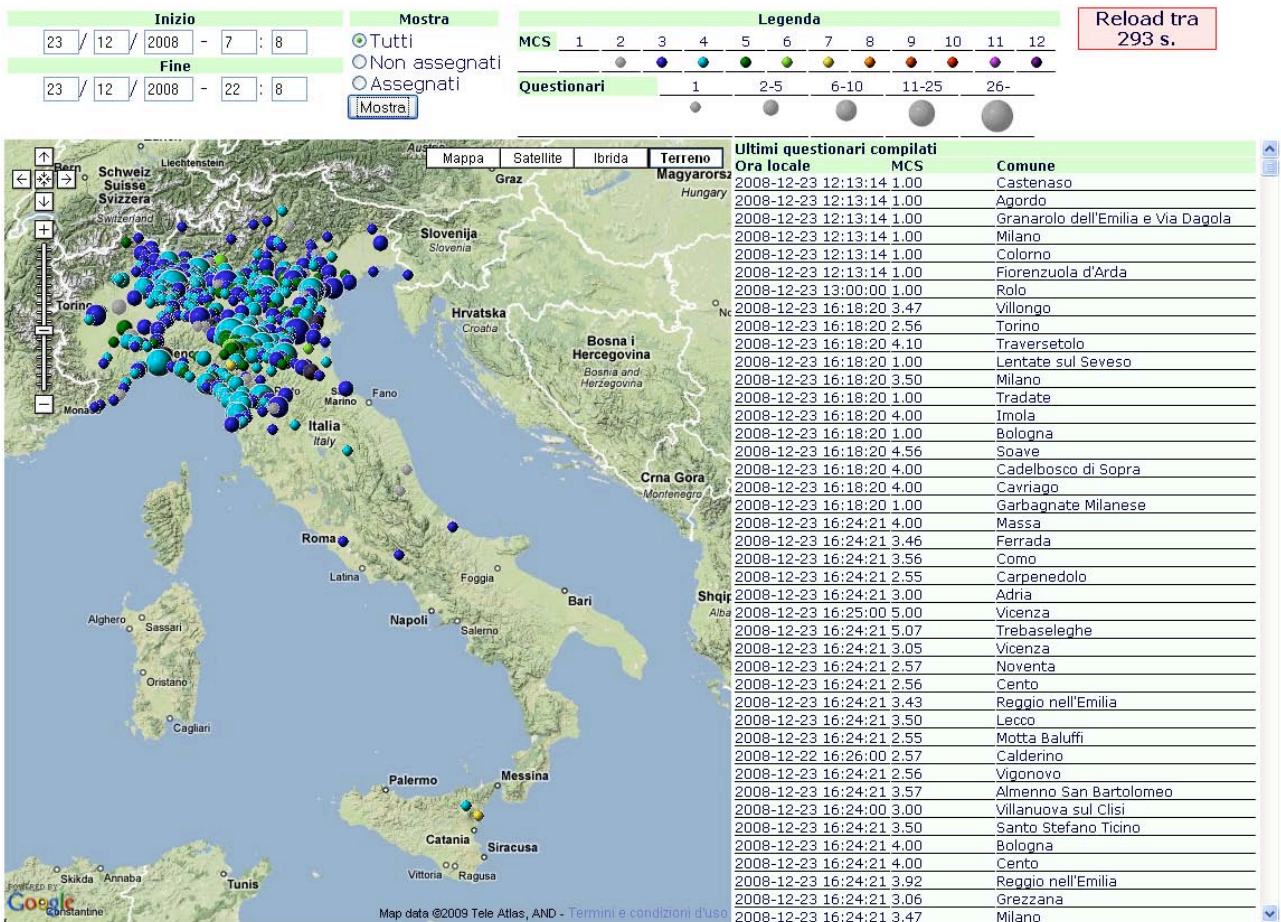 Inizio
23 / 12 / 2008 - 7 : 8
Fine
23 / 12 / 2008 - 22 : 8
Mostra
Tutti
Non assegnati
Assegnati
Mostra
Legenda
MCS 1 2 3 4 5 6 7 8 9 10 11 12
Questionari 1 2-5 6-10 11-25 26-
Reload tra
293 s.
Mappa
Satellite
Ibrida
Terreno
Bern
Schweiz
Suisse
Svizzera
Switzerland
Liechtenstein
Graz
Hungary
Slovenija
Slovenia
Torino
Hrvatska
Croatia
Bosna i
Hercegovina
Bosnia and
Herzegovina
Marino
Fano
Italia
Italy
Crna Gora
Montenegro
Roma
Latina
Foggia
Bari
Napoli
Salerno
Alghero
Sassari
Oristano
Cagliari
Palermo
Messina
Catania
Siracusa
Vittoria
Ragusa
Skikda
Annaba
Tunis
POWERED BY
Google
Map data ©2009 Tele Atlas, AND - Termini e condizioni d'uso
Ultimi questionari compilati
Ora locale MCS Comune
2008-12-23 12:13:14 1.00 Castenaso
2008-12-23 12:13:14 1.00 Agordo
2008-12-23 12:13:14 1.00 Granarolo dell'Emilia e Via Dagola
2008-12-23 12:13:14 1.00 Milano
2008-12-23 12:13:14 1.00 Colorno
2008-12-23 12:13:14 1.00 Fiorenzuola d'Arda
2008-12-23 13:00:00 1.00 Rolo
2008-12-23 16:18:20 3.47 Villongo
2008-12-23 16:18:20 2.56 Torino
2008-12-23 16:18:20 4.10 Traversetolo
2008-12-23 16:18:20 1.00 Lentate sul Seveso
2008-12-23 16:18:20 3.50 Milano
2008-12-23 16:18:20 1.00 Tradate
2008-12-23 16:18:20 4.00 Imola
2008-12-23 16:18:20 1.00 Bologna
2008-12-23 16:18:20 4.56 Soave
2008-12-23 16:18:20 4.00 Cadelbosco di Sopra
2008-12-23 16:18:20 4.00 Cavriago
2008-12-23 16:18:20 1.00 Garbagnate Milanese
2008-12-23 16:24:21 4.00 Massa
2008-12-23 16:24:21 3.46 Ferrada
2008-12-23 16:24:21 3.56 Como
2008-12-23 16:24:21 2.55 Carpenedolo
2008-12-23 16:24:21 3.00 Adria
2008-12-23 16:25:00 5.00 Vicenza
2008-12-23 16:24:21 5.07 Trebaseleghe
2008-12-23 16:24:21 3.05 Vicenza
2008-12-23 16:24:21 2.57 Noventa
2008-12-23 16:24:21 2.56 Cento
2008-12-23 16:24:21 3.43 Reggio nell'Emilia
2008-12-23 16:24:21 3.50 Lecco
2008-12-23 16:24:21 2.55 Motta Baluffi
2008-12-22 16:26:00 2.57 Calderino
2008-12-23 16:24:21 2.56 Vigonovo
2008-12-23 16:24:21 3.57 Almenno San Bartolomeo
2008-12-23 16:24:00 3.00 Villanuova sul Clisi
2008-12-23 16:24:21 3.50 Santo Stefano Ticino
2008-12-23 16:24:21 4.00 Bologna
2008-12-23 16:24:21 4.00 Cento
2008-12-23 16:24:21 3.92 Reggio nell'Emilia
2008-12-23 16:24:21 3.06 Grezzana
2008-12-23 16:24:21 3.47 Milano